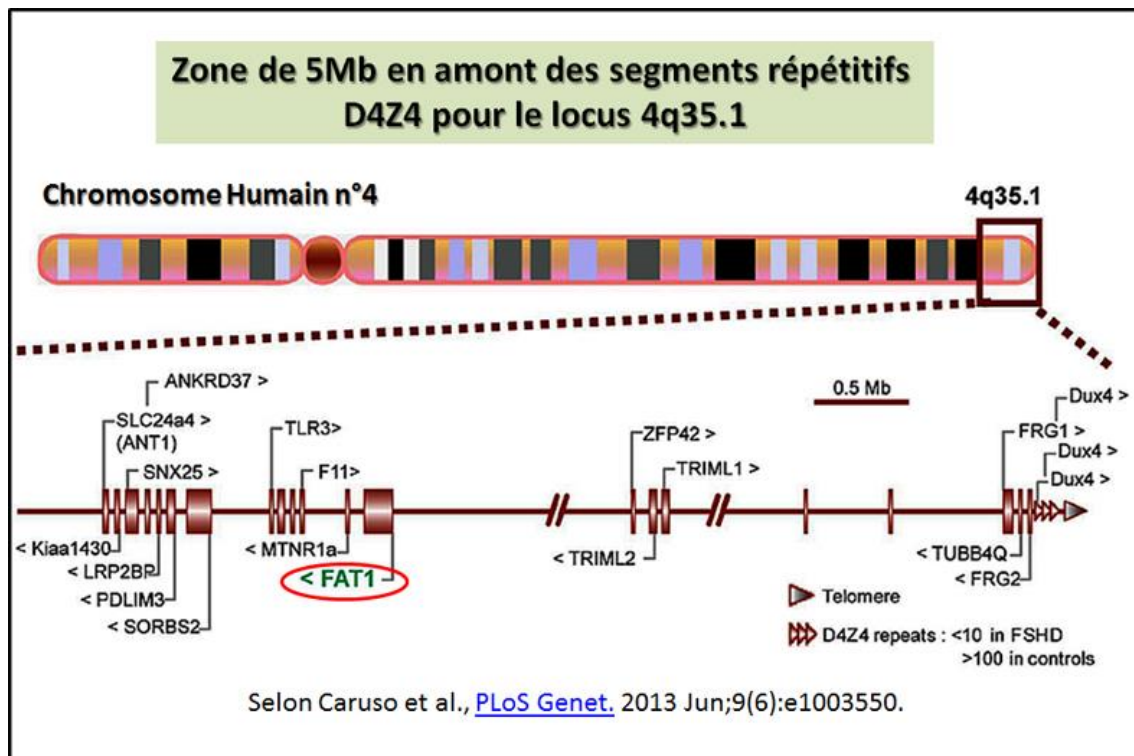 Zone de 5Mb en amont des segments répétitifs
D4Z4 pour le locus 4q35.1
Chromosome Humain n°4
4q35.1
ANKRD37 >
SLC24a4 >
(ANT1)
SNX25 >
TLR3>
F11>
ZFP42 >
TRIML1 >
0.5 Mb
Dux4 >
FRG1 >
Dux4 >
Dux4 >
< Kiaa1430
< LRP2BP
< PDLIM3
< SORBS2
< MTNR1a
< FAT1
< TRIML2
< TUBB4Q
< FRG2
Telomere
D4Z4 repeats : <10 in FSHD
>100 in controls
Selon Caruso et al., PLoS Genet. 2013 Jun;9(6):e1003550.